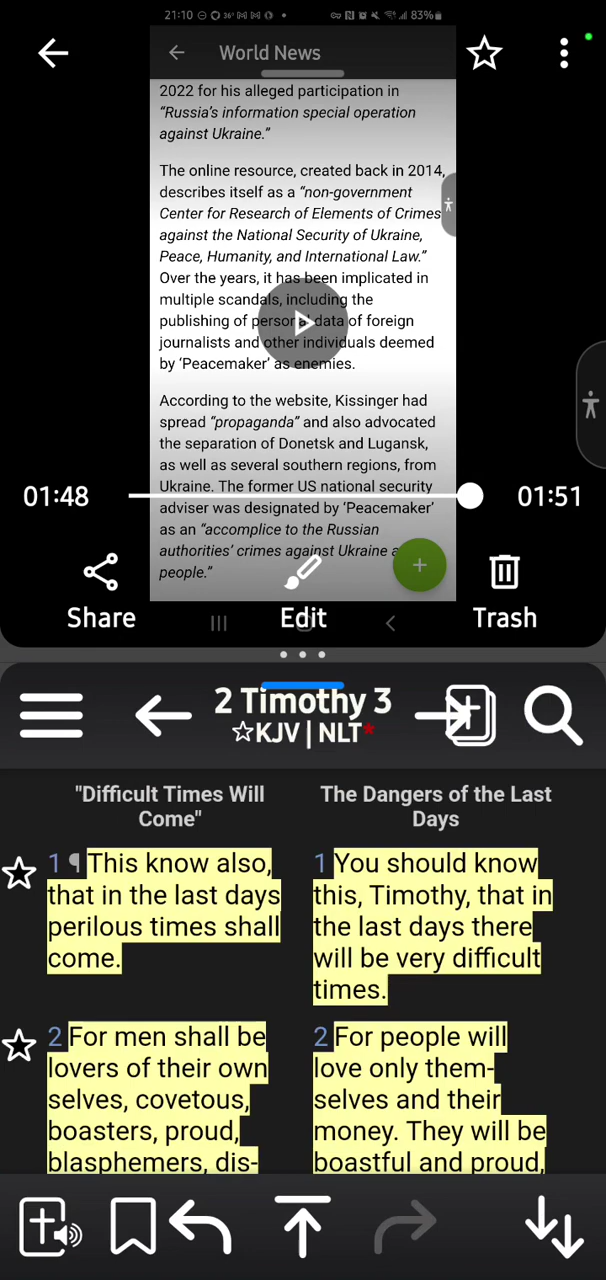 21:10 36° 83%
World News
2022 for his alleged participation in
“Russia’s information special operation
against Ukraine.”
The online resource, created back in 2014,
describes itself as a “non-government
Center for Research of Elements of Crimes
against the National Security of Ukraine,
Peace, Humanity, and International Law.”
Over the years, it has been implicated in
multiple scandals, including the
publishing of personal data of foreign
journalists and other individuals deemed
by ‘Peacemaker’ as enemies.
According to the website, Kissinger had
spread “propaganda” and also advocated
the separation of Donetsk and Lugansk,
as well as several southern regions, from
Ukraine. The former US national security
adviser was designated by ‘Peacemaker’
as an “accomplice to the Russian
authorities’ crimes against Ukraine
people.”
01:48
01:51
Share
Edit
Trash
2 Timothy 3
KJV | NLT*
"Difficult Times Will
Come"
1 ¶ This know also,
that in the last days
perilous times shall
come.
2 For men shall be
lovers of their own
selves, covetous,
boasters, proud,
blasphemers, dis-
The Dangers of the Last
Days
1 You should know
this, Timothy, that in
the last days there
will be very difficult
times.
2 For people will
love only them-
selves and their
money. They will be
boastful and proud,